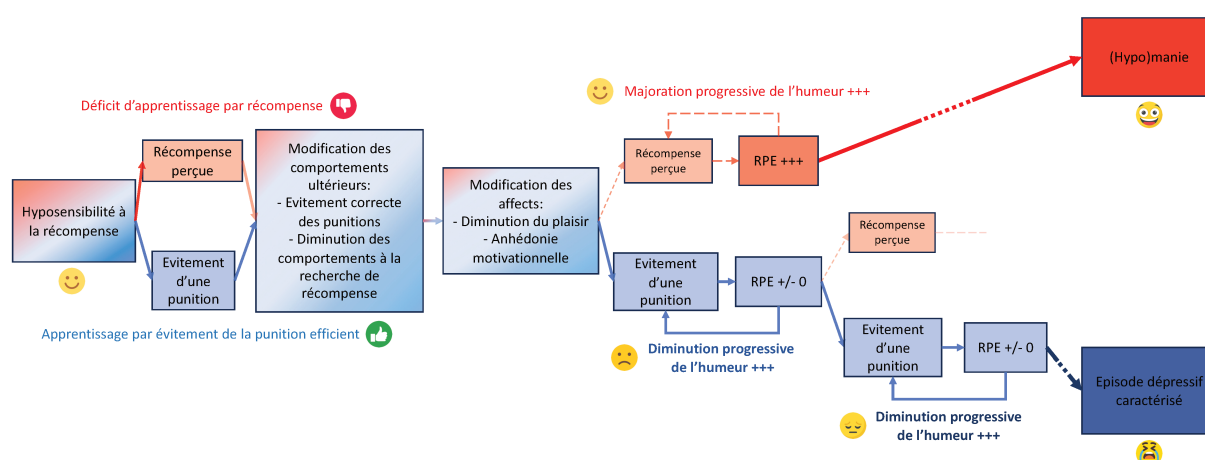 Déficit d'apprentissage par récompense
Hyposensibilité à
la récompense
Récompense
perçue
Evitement
d'une
punition
Apprentissage par évitement de la punition efficient
Modification des
comportements
ultérieurs:
- Evitement correcte
des punitions
- Diminution des
comportements à la
recherche de
récompense
Modification des
affects:
- Diminution du plaisir
- Anhédonie
motivationnelle
Majoration progressive de l'humeur +++
Récompense
perçue
RPE +++
(Hypo)manie
Evitement
d'une
punition
RPE +/- 0
Diminution progressive
de l'humeur +++
Récompense
perçue
Evitement
d'une
punition
RPE +/- 0
Diminution progressive
de l'humeur +++
Episode dépressif
caractérisé